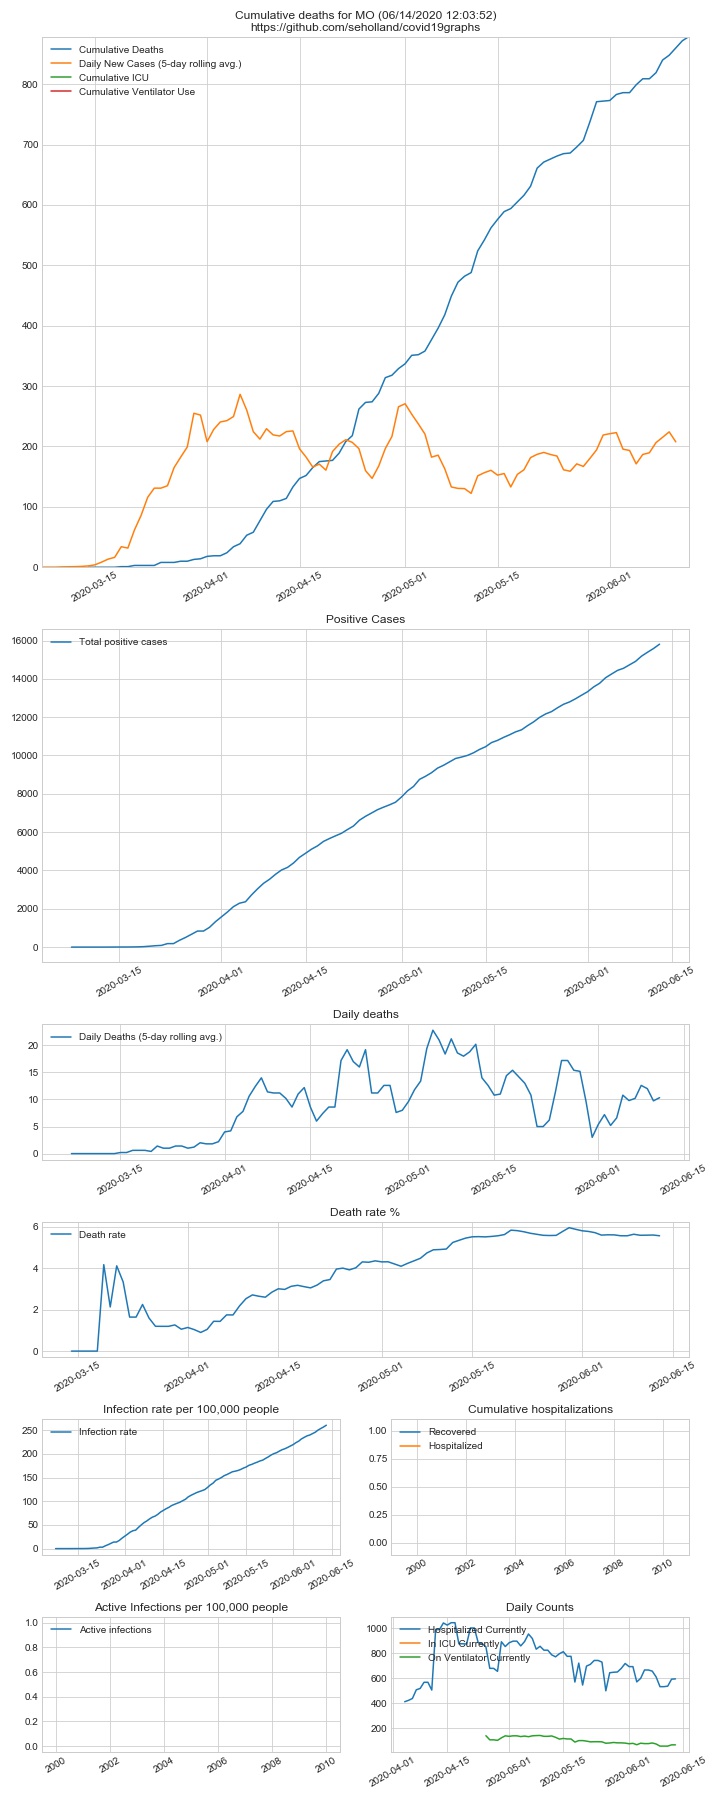 Cumulative deaths for MO (06/14/2020 12:03:52)
https://github.com/seholland/covid19graphs
Cumulative Deaths
Daily New Cases (5-day rolling avg.)
Cumulative ICU
Cumulative Ventilator Use
800
700
600
500
400
300
200
100
0
2020-03-15 2020-04-01 2020-04-15 2020-05-01 2020-05-15 2020-06-01
Positive Cases
Total positive cases
16000
14000
12000
10000
8000
6000
4000
2000
0
2020-03-15 2020-04-01 2020-04-15 2020-05-01 2020-05-15 2020-06-01 2020-06-15
Daily deaths
Daily Deaths (5-day rolling avg.)
20
15
10
5
0
2020-03-15 2020-04-01 2020-04-15 2020-05-01 2020-05-15 2020-06-01 2020-06-15
Death rate %
Death rate
6
4
2
0
2020-03-15 2020-04-01 2020-04-15 2020-05-01 2020-05-15 2020-06-01 2020-06-15
Infection rate per 100,000 people
Infection rate
250
200
150
100
50
0
2020-03-15 2020-04-01 2020-04-15 2020-05-01 2020-05-15 2020-06-01 2020-06-15
Cumulative hospitalizations
Recovered
Hospitalized
1.00
0.75
0.50
0.25
0.00
2000 2002 2004 2006 2008 2010
Active Infections per 100,000 people
Active infections
1.0
0.8
0.6
0.4
0.2
0.0
2000 2002 2004 2006 2008 2010
Daily Counts
Hospitalized Currently
In ICU Currently
On Ventilator Currently
1000
800
600
400
200
2020-04-01 2020-04-15 2020-05-01 2020-05-15 2020-06-01 2020-06-15